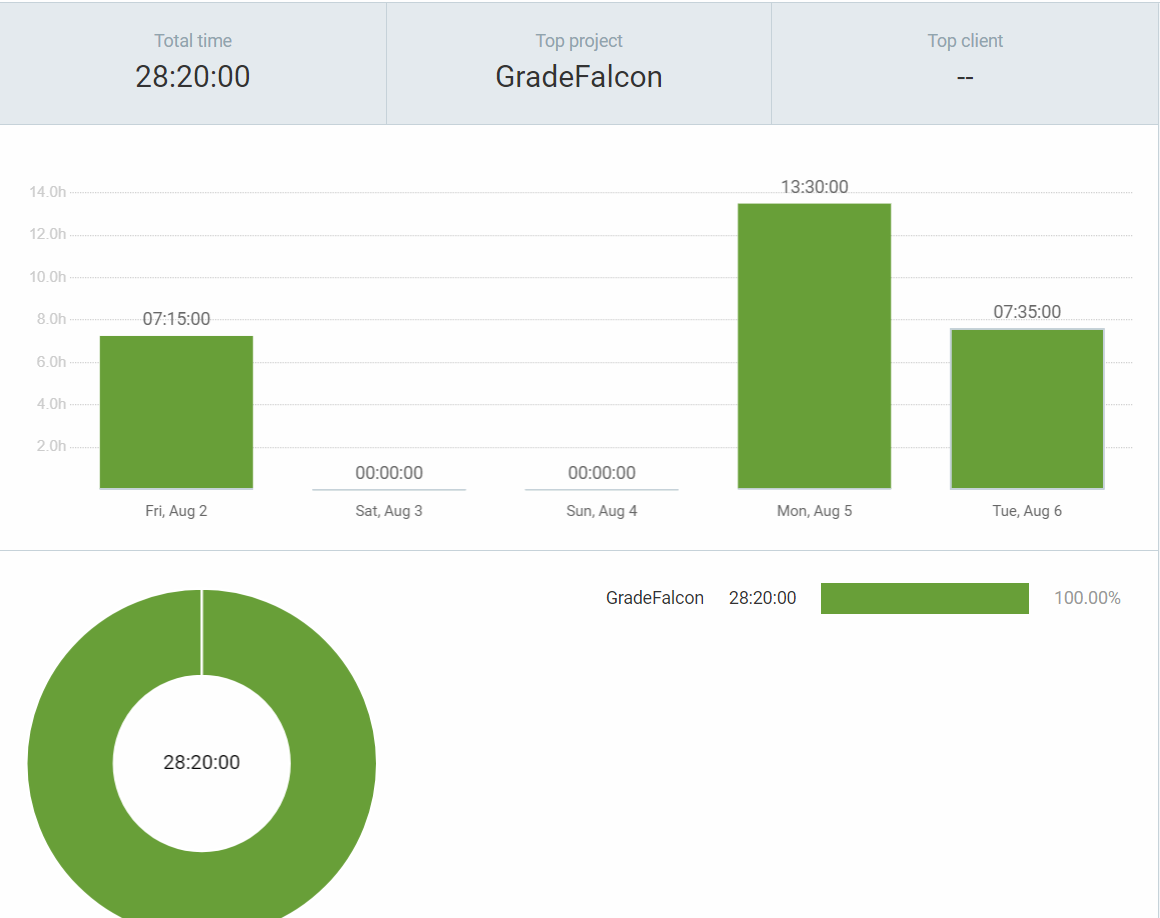 Total time
28:20:00
Top project
GradeFalcon
Top client
--
14.0h
12.0h
10.0h
8.0h
6.0h
4.0h
2.0h
07:15:00
00:00:00
00:00:00
13:30:00
07:35:00
Fri, Aug 2
Sat, Aug 3
Sun, Aug 4
Mon, Aug 5
Tue, Aug 6
GradeFalcon 28:20:00 100.00%
28:20:00